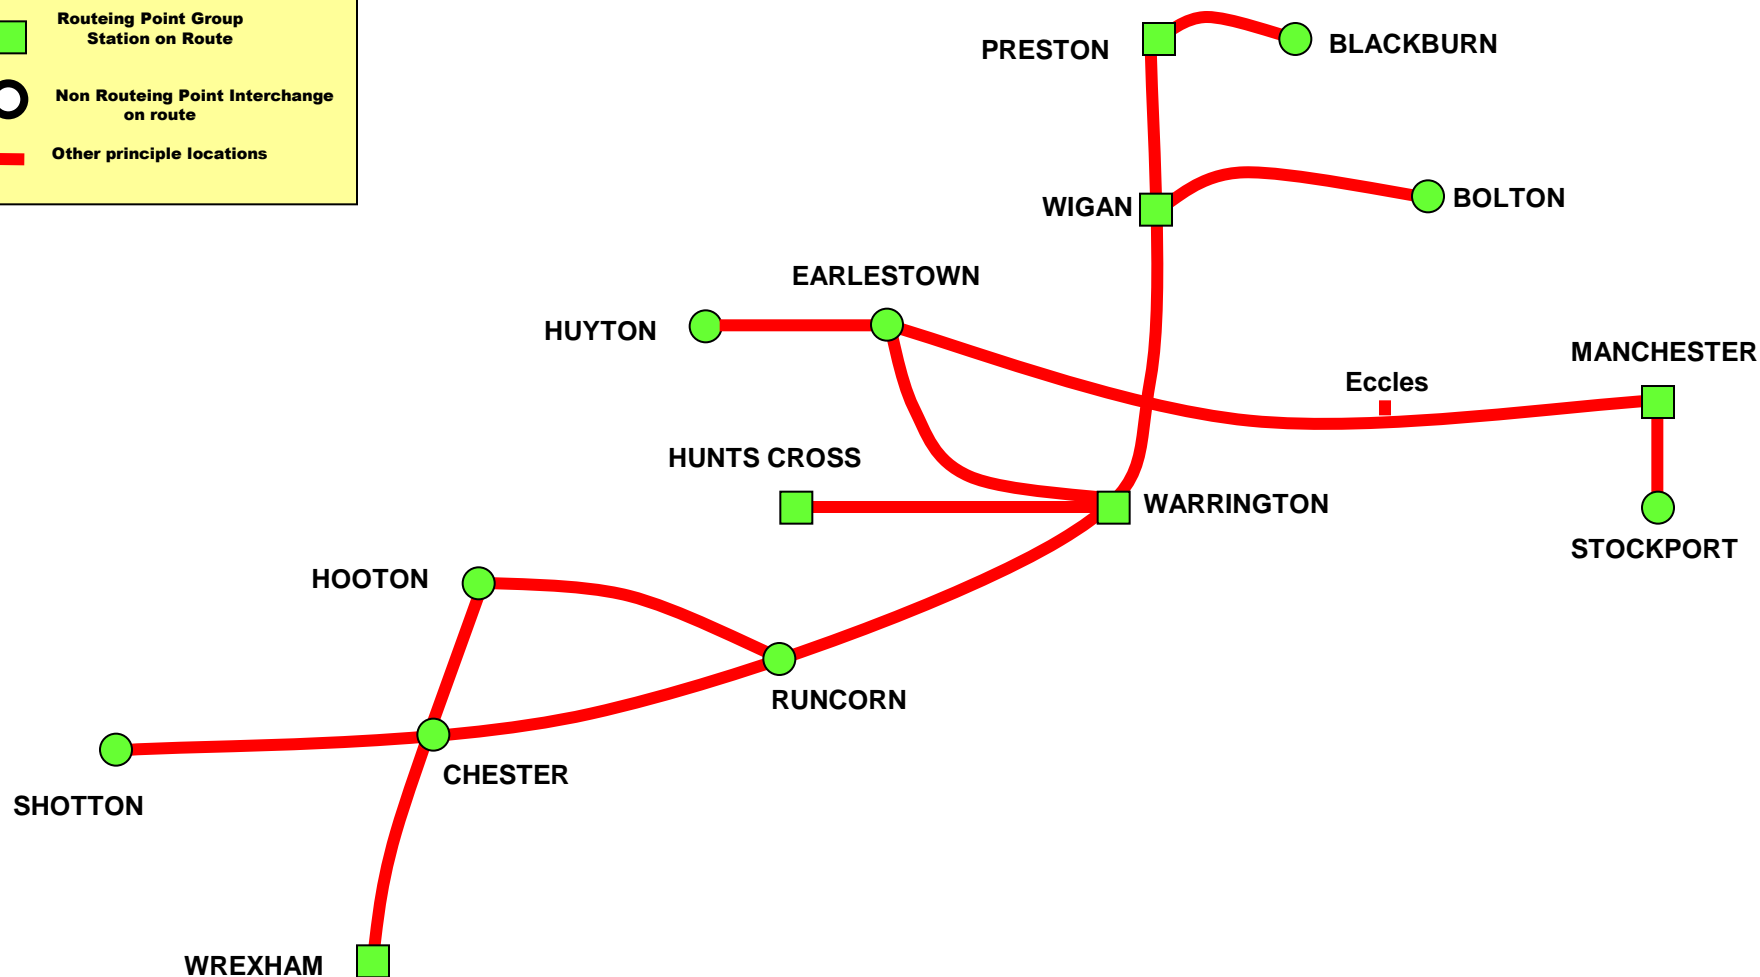 Routeing Point Group
Station on Route
Non Routeing Point Interchange
on route
Other principle locations
PRESTON
BLACKBURN
WIGAN
BOLTON
EARLESTOWN
HUYTON
MANCHESTER
Eccles
HUNTS CROSS
WARRINGTON
STOCKPORT
HOOTON
RUNCORN
CHESTER
SHOTTON
WREXHAM